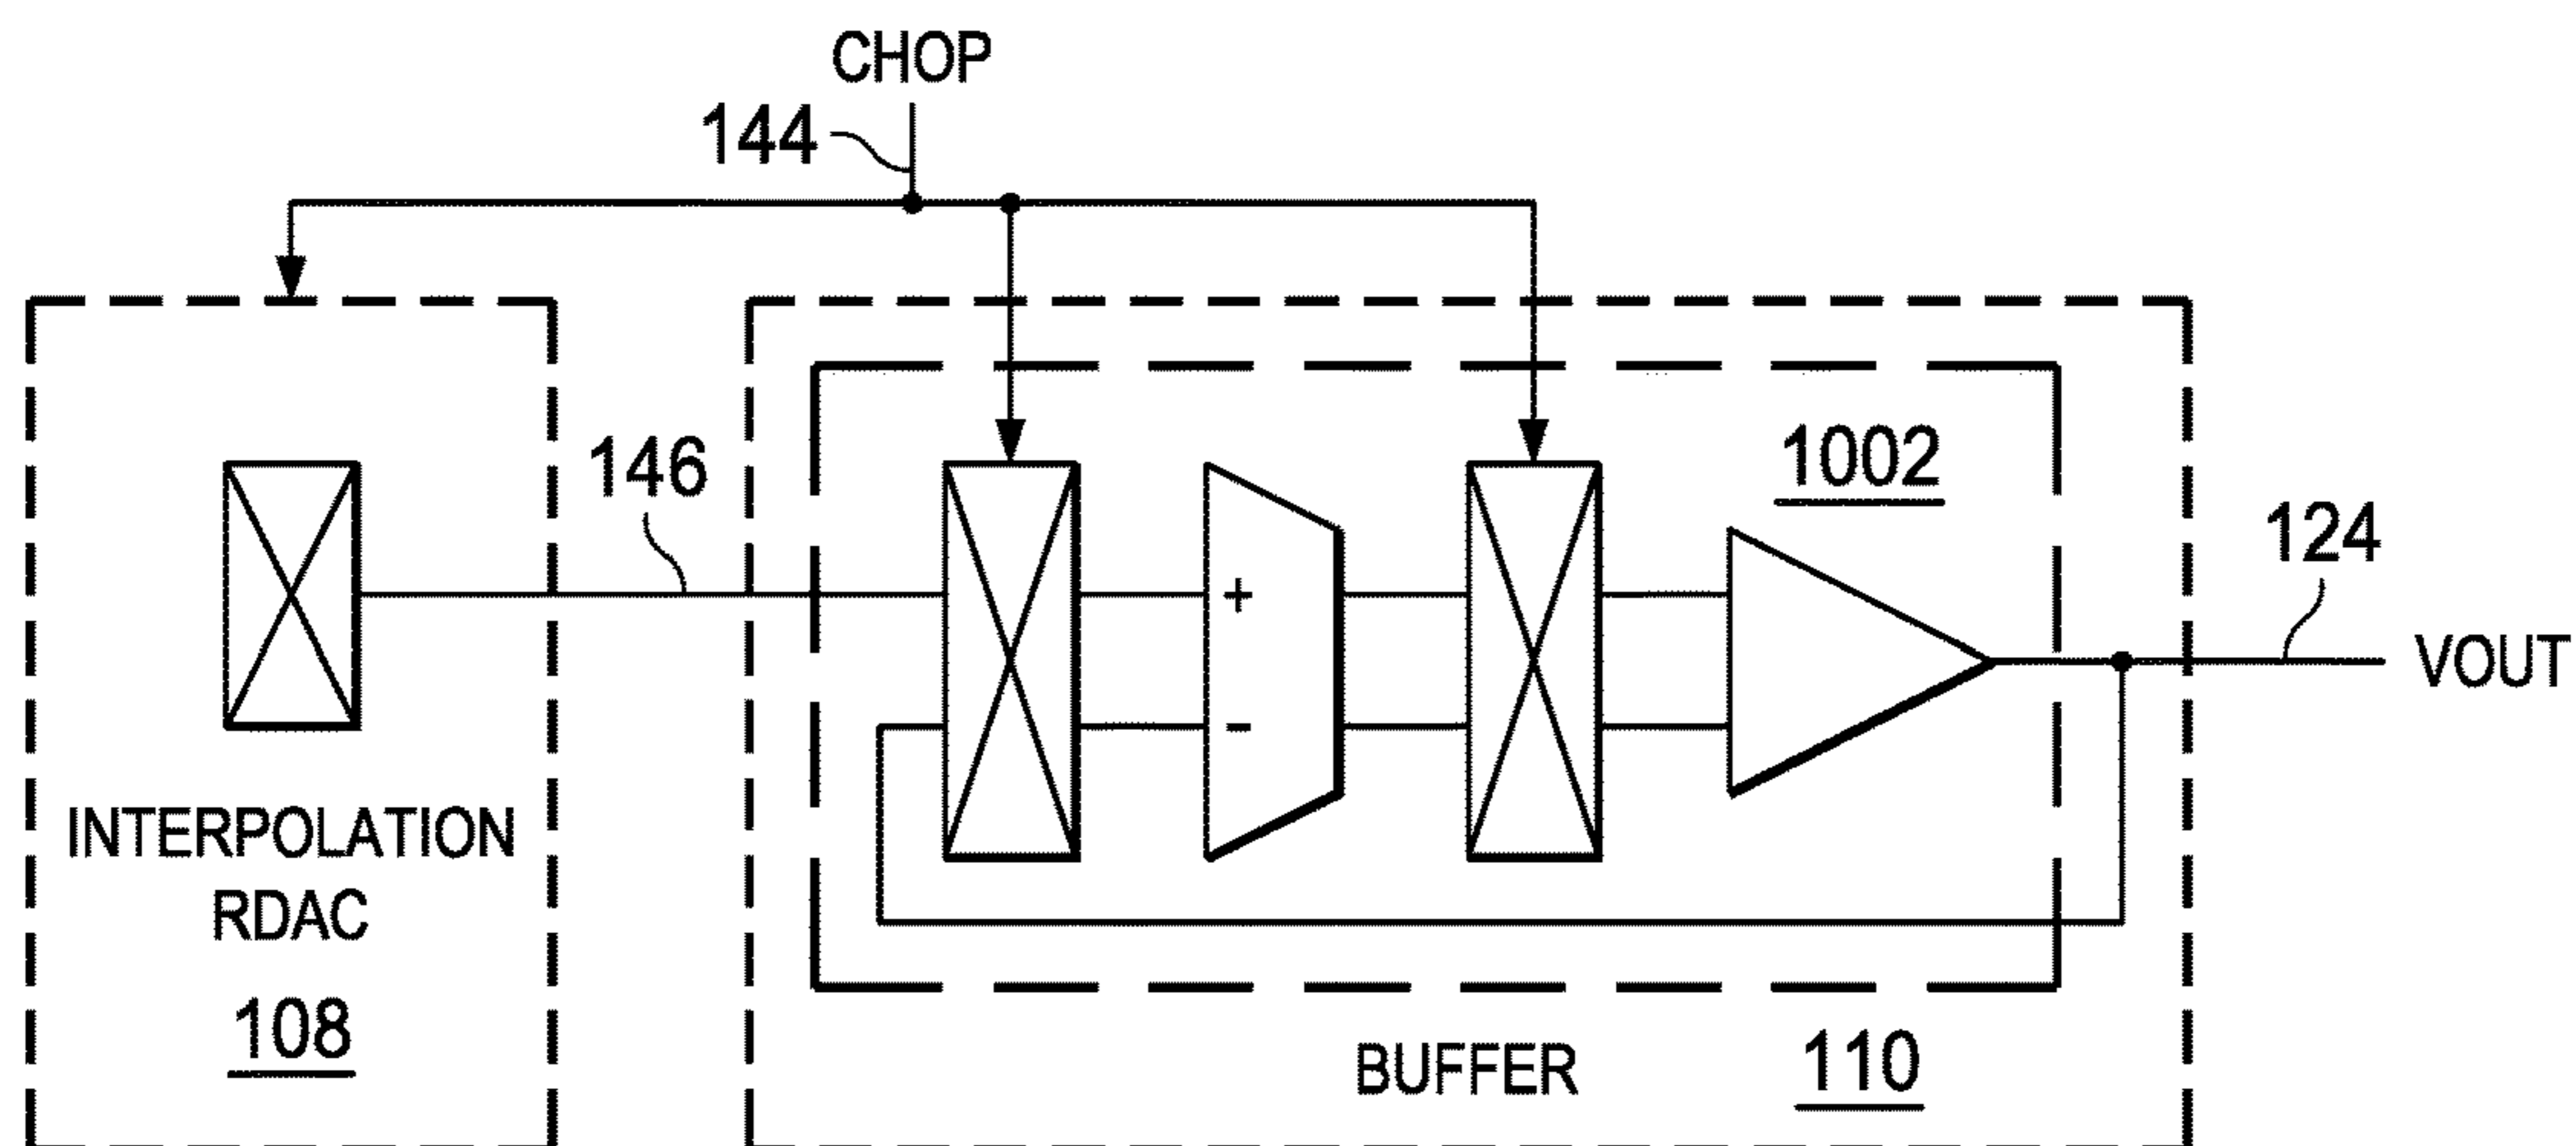 CHOP
144
146
1002
124
+
VOUT
-
INTERPOLATION
RDAC
108
BUFFER
110